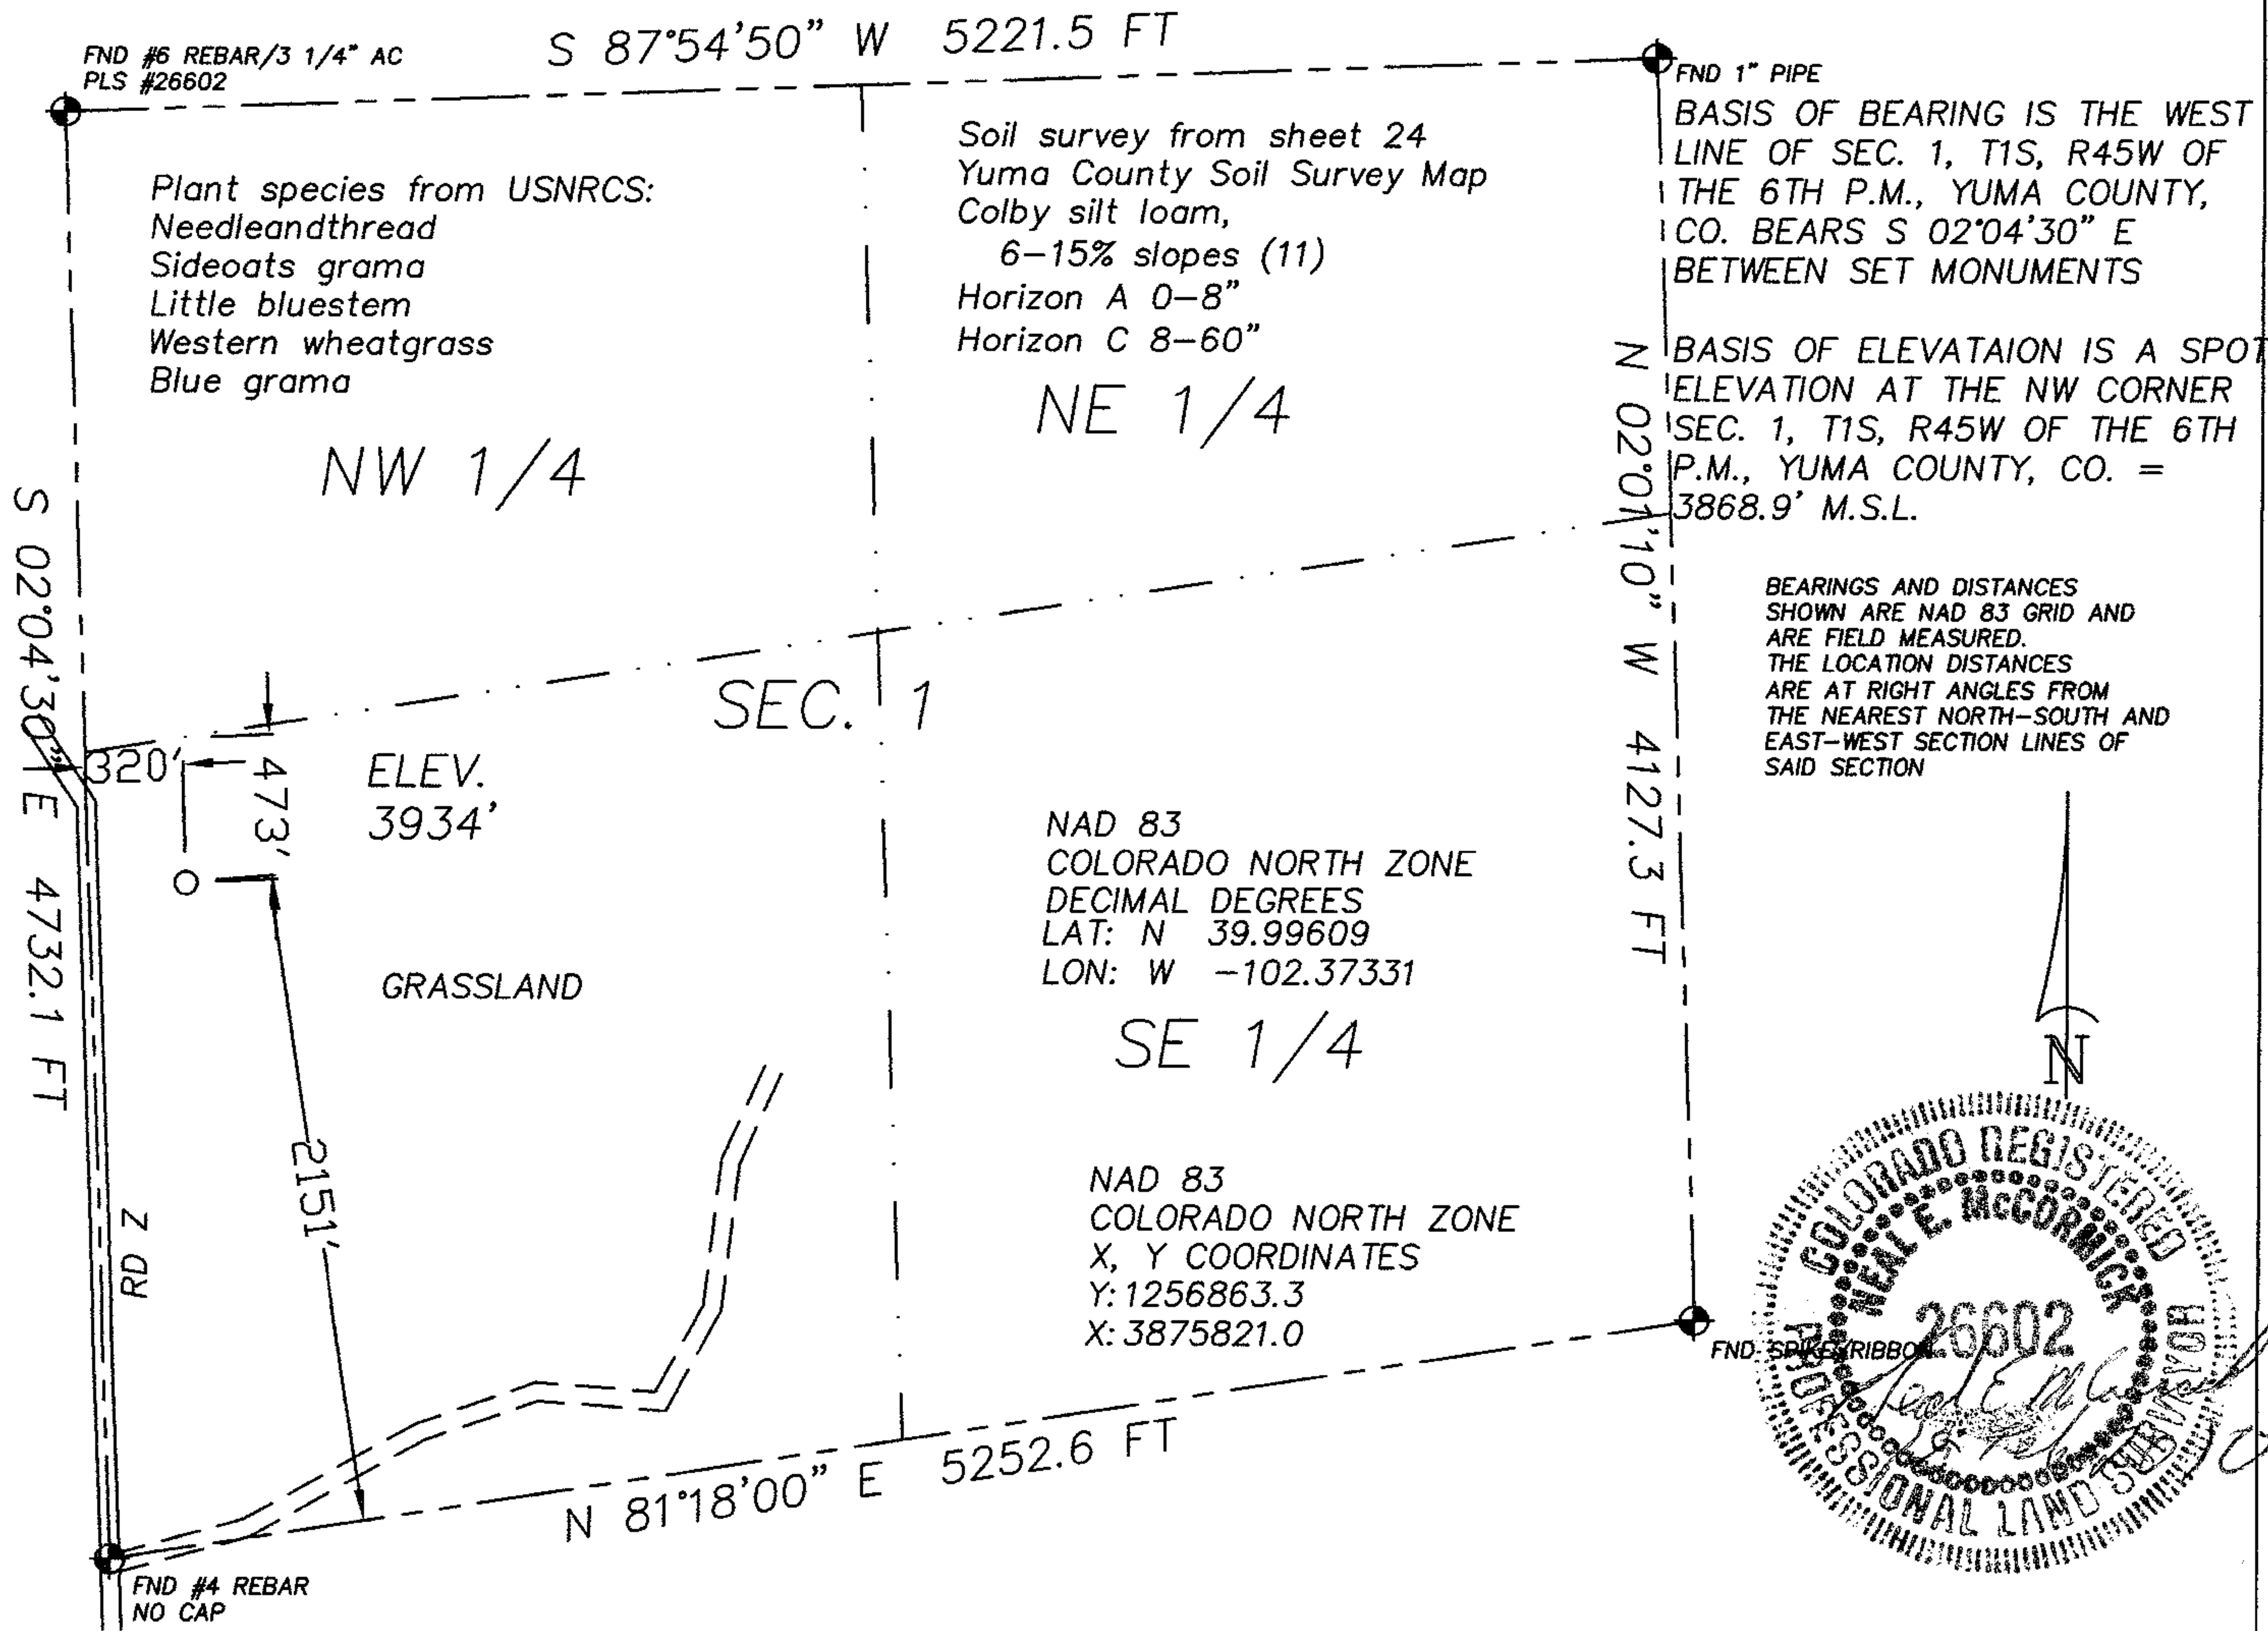 S 87°54'50" W 5221.5 FT
FND #6 REBAR/3 1/4" AC
PLS #26602
FND 1" PIPE
Plant species from USNRCS:
Needleandthread
Sideoats grama
Little bluestem
Western wheatgrass
Blue grama
NW 1/4
Soil survey from sheet 24
Yuma County Soil Survey Map
Colby silt loam,
6-15% slopes (11)
Horizon A 0-8"
Horizon C 8-60"
NE 1/4
BASIS OF BEARING IS THE WEST
LINE OF SEC. 1, T1S, R45W OF
THE 6TH P.M., YUMA COUNTY,
CO. BEARS S 02°04'30" E
BETWEEN SET MONUMENTS
BASIS OF ELEVATAION IS A SPOT
ELEVATION AT THE NW CORNER
SEC. 1, T1S, R45W OF THE 6TH
P.M., YUMA COUNTY, CO. =
3868.9' M.S.L.
BEARINGS AND DISTANCES
SHOWN ARE NAD 83 GRID AND
ARE FIELD MEASURED.
THE LOCATION DISTANCES
ARE AT RIGHT ANGLES FROM
THE NEAREST NORTH-SOUTH AND
EAST-WEST SECTION LINES OF
SAID SECTION
S 02°04'30" E 4732.1 FT
N 02°01'10" W 4127.3 FT
SEC. 1
320'
473'
ELEV.
3934'
GRASSLAND
2151'
RD Z
NAD 83
COLORADO NORTH ZONE
DECIMAL DEGREES
LAT: N 39.99609
LON: W -102.37331
SE 1/4
NAD 83
COLORADO NORTH ZONE
X, Y COORDINATES
Y: 1256863.3
X: 3875821.0
N
FND SPIKE/RIBBON
COLORADO REGISTERED
NEAL E. McCORMICK
26602
PROFESSIONAL LAND SURVEYOR
N 81°18'00" E 5252.6 FT
FND #4 REBAR
NO CAP